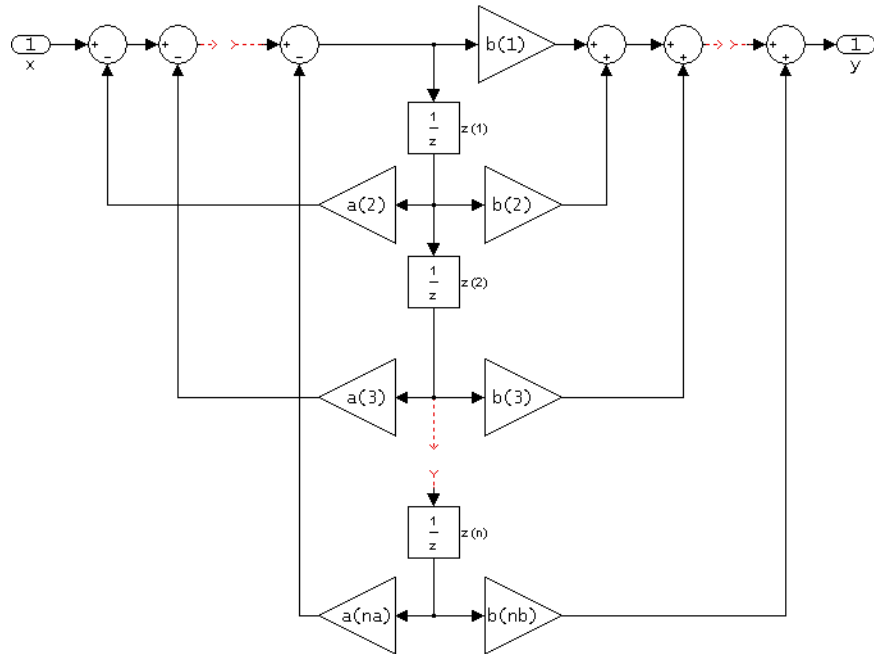 1
x
+
-
+
-
+
-
b(1)
+
+
+
+
+
+
1
y
1
z
z(1)
a(2)
b(2)
1
z
z(2)
a(3)
b(3)
1
z
z(n)
a(na)
b(nb)